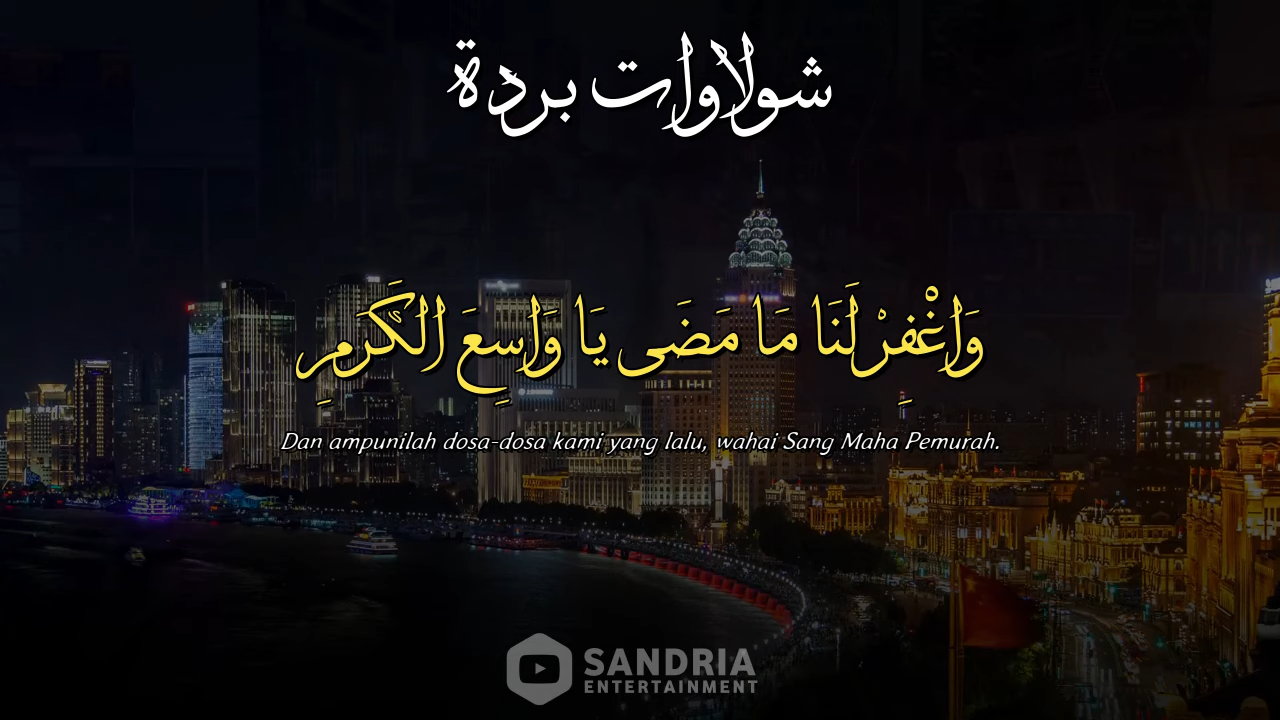 شولاوات بردة
وَاغْفِرْ لَنَا مَا مَضَى يَا وَاسِعَ الْكَرَمِ
Dan ampunilah dosa-dosa kami yang lalu, wahai Sang Maha Pemurah.
SANDRIA
ENTERTAINMENT